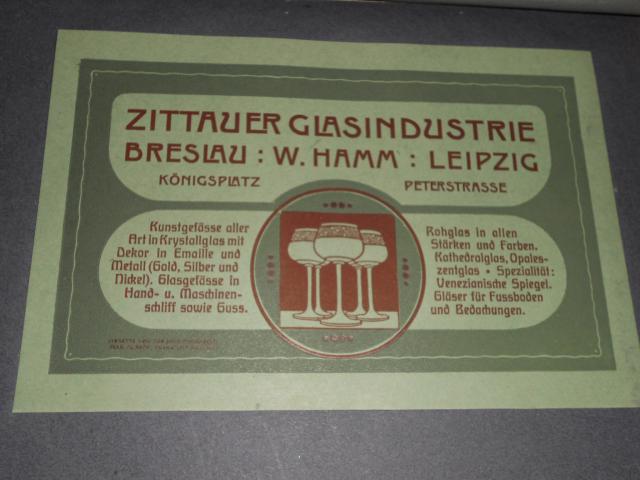 ZITTAUER GLASINDUSTRIE
BRESLAU : W. HAMM : LEIPZIG
KÖNIGSPLATZ PETERSTRASSE
Kunstgefässe aller
Art in Krystallglas mit
Dekor in Emaille und
Metall (Gold, Silber und
Nickel). Glasgefässe in
Hand- u. Maschinen-
schliff sowie Guss.
Rohglas in allen
Stärken und Farben.
Kathedralglas, Opales-
zentglas • Spezialität:
Venezianische Spiegel.
Gläser für Fussboden
und Bedachungen.